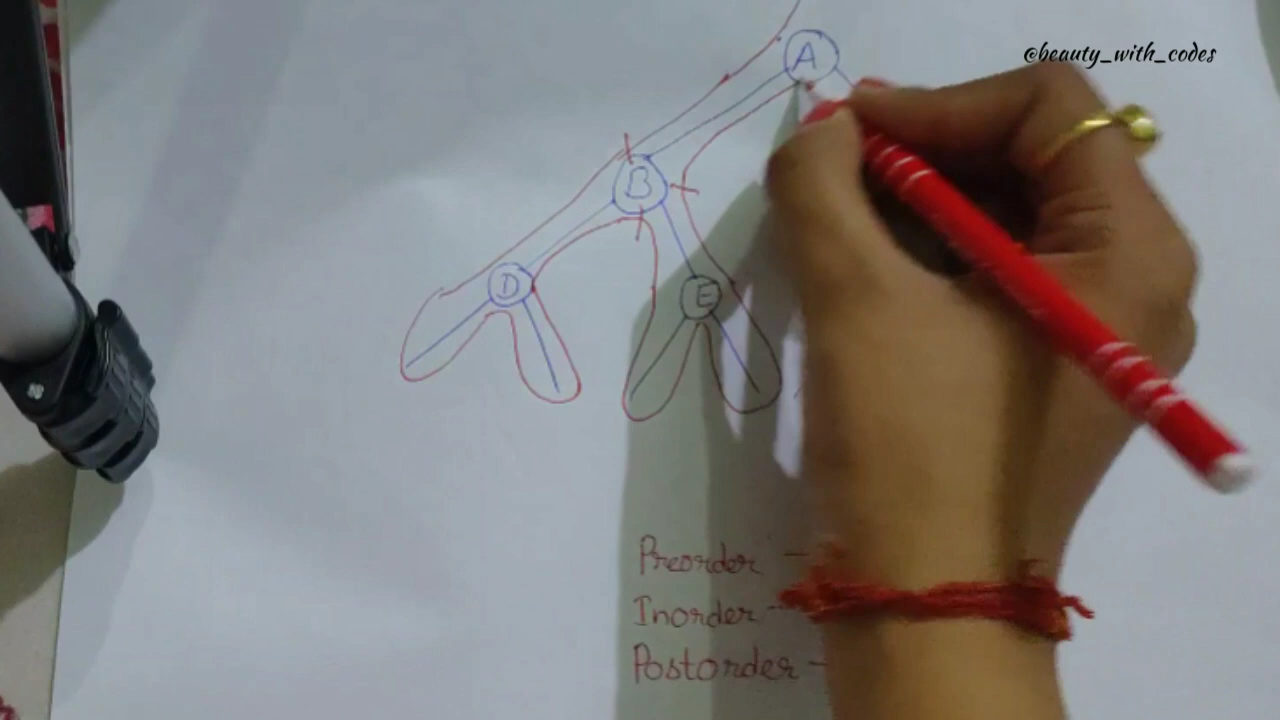 @beauty_with_codes
A
B
D
E
Preorder -
Inorder -
Postorder -